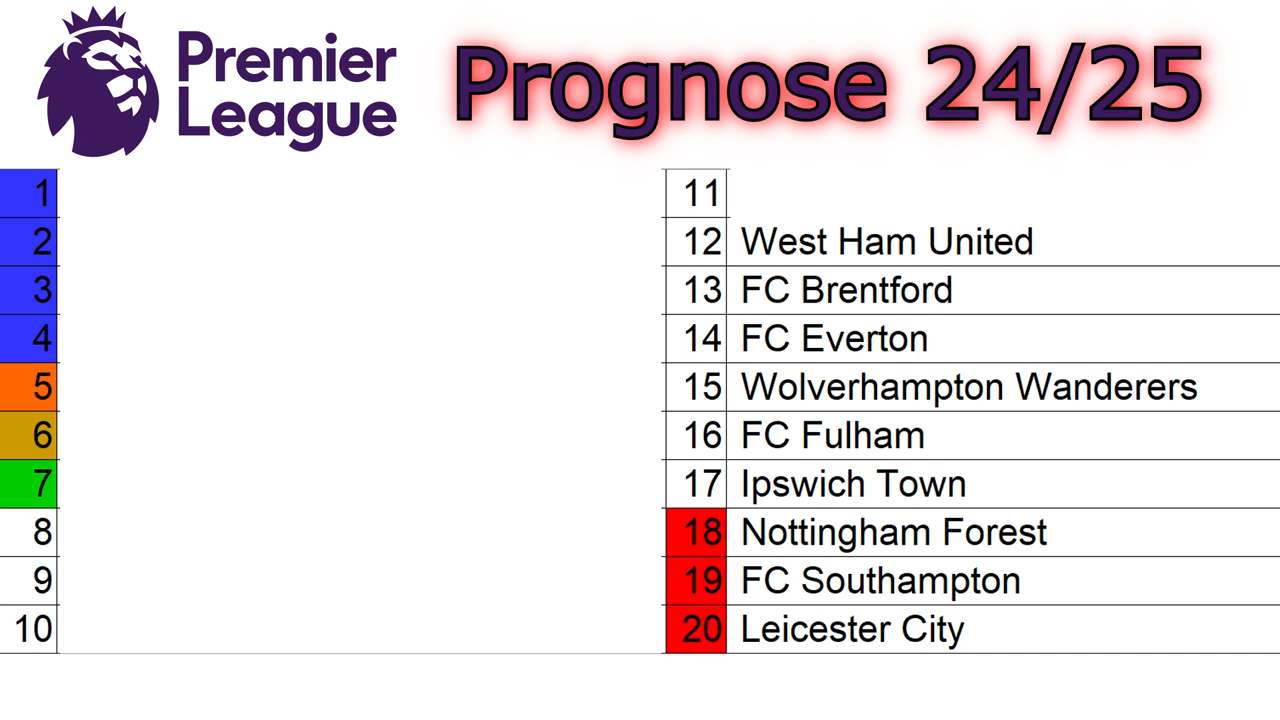 Premier
League
Prognose 24/25
1
2
3
4
5
6
7
8
9
10
11
12 West Ham United
13 FC Brentford
14 FC Everton
15 Wolverhampton Wanderers
16 FC Fulham
17 Ipswich Town
18 Nottingham Forest
19 FC Southampton
20 Leicester City